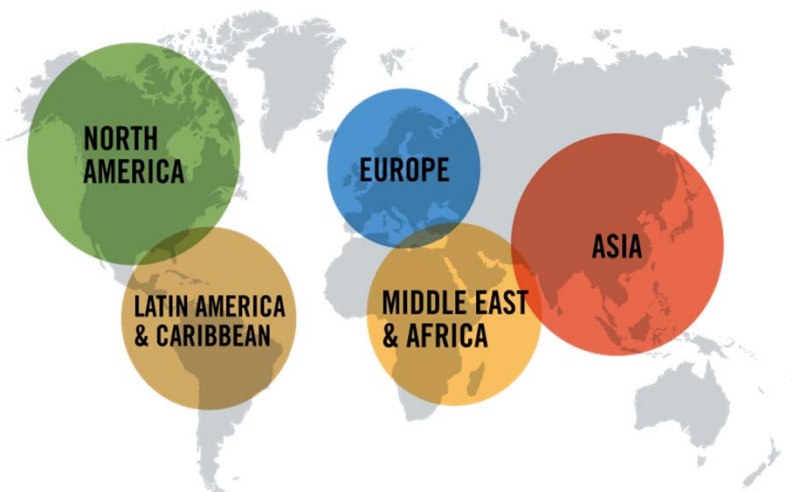 NORTH
AMERICA
EUROPE
ASIA
LATIN AMERICA
& CARIBBEAN
MIDDLE EAST
& AFRICA